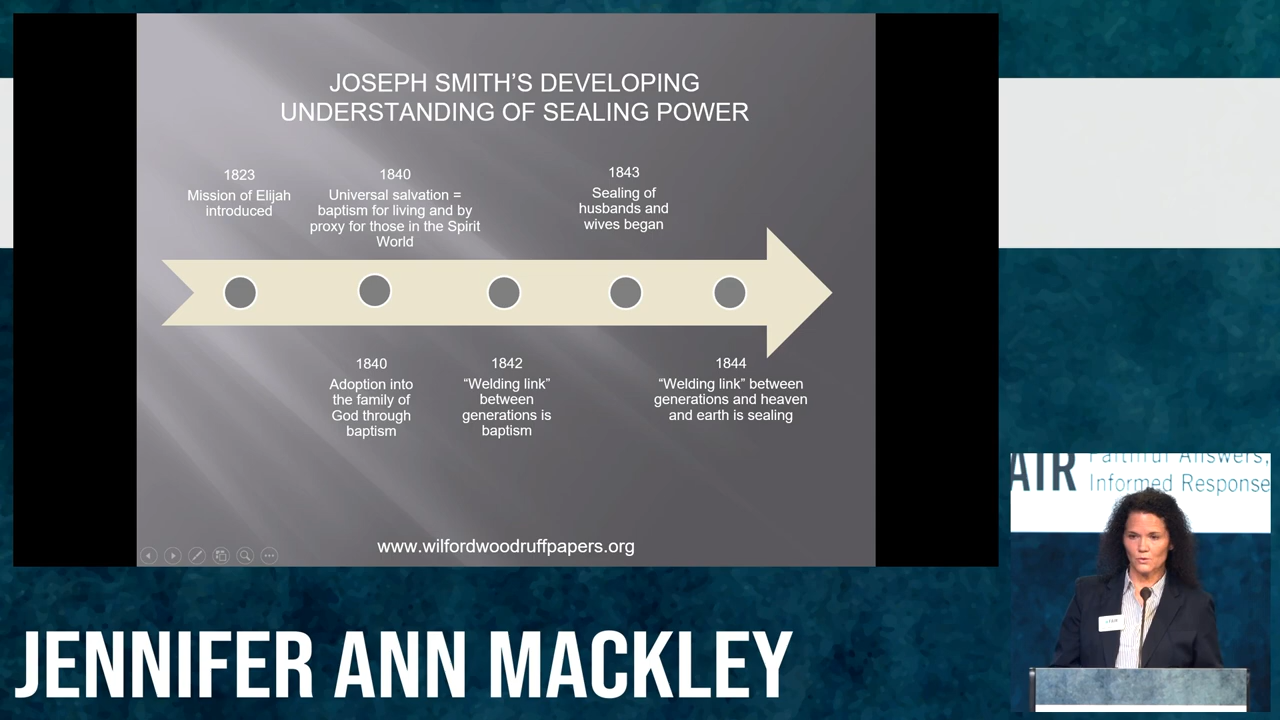 JOSEPH SMITH'S DEVELOPING
UNDERSTANDING OF SEALING POWER
1823
Mission of Elijah
introduced
1840
Universal salvation =
baptism for living and by
proxy for those in the Spirit
World
1843
Sealing of
husbands and
wives began
1840
Adoption into
the family of
God through
baptism
1842
“Welding link”
between
generations is
baptism
1844
“Welding link” between
generations and heaven
and earth is sealing
www.wilfordwoodruffpapers.org
AIR
Faithful Answers,
Informed Response
JENNIFER ANN MACKLEY